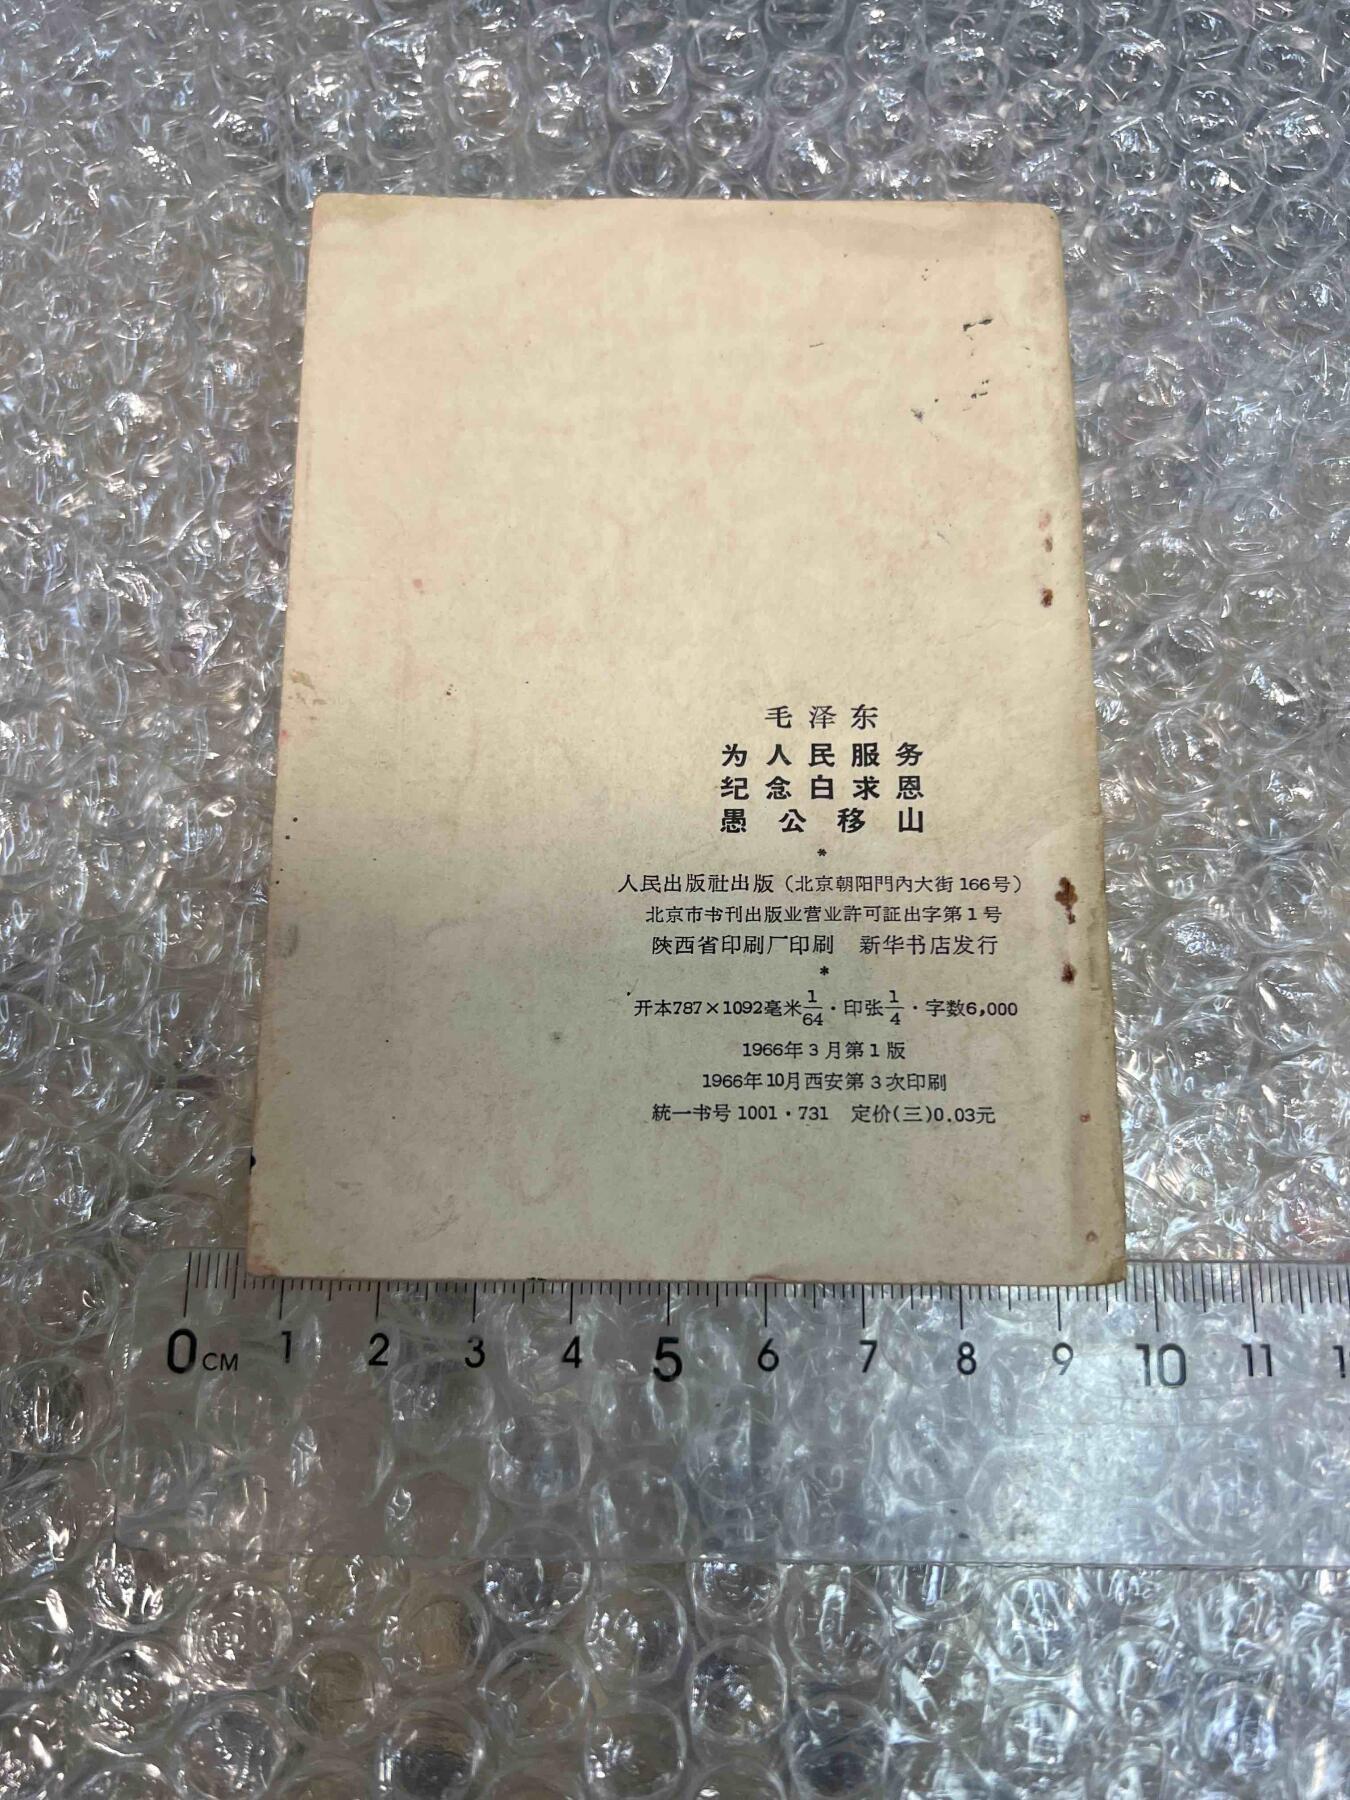 毛泽东
为人民服务
纪念白求恩
愚公移山
*
人民出版社出版（北京朝阳門內大街166号）
北京市书刊出版业营业許可証出字第1号
陝西省印刷厂印刷 新华书店发行
*
开本787×1092毫米1/64·印张1/4·字数6,000
1966年3月第1版
1966年10月西安第3次印刷
統一书号1001·731 定价(三)0.03元
0CM 1 2 3 4 5 6 7 8 9 10 11